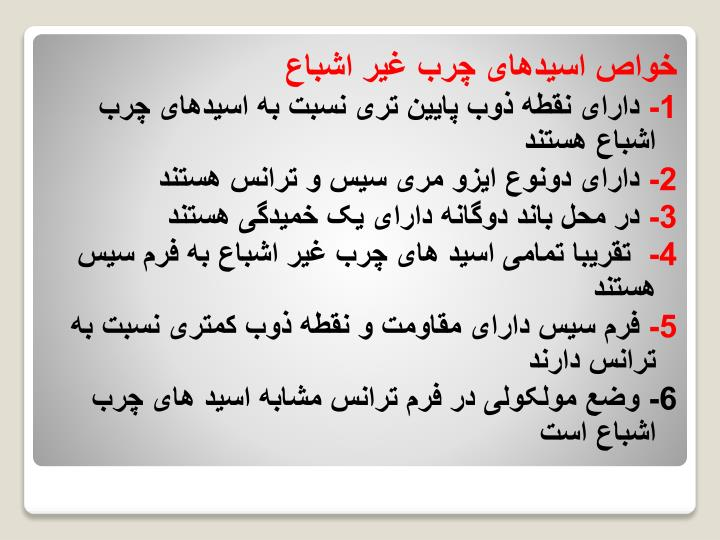 خواص اسیدهای چرب غیر اشباع
1- دارای نقطه ذوب پایین تری نسبت به اسیدهای چرب
اشباع هستند
2- دارای دونوع ایزو مری سیس و ترانس هستند
3- در محل باند دوگانه دارای یک خمیدگی هستند
4- تقریبا تمامی اسید های چرب غیر اشباع به فرم سیس
هستند
5- فرم سیس دارای مقاومت و نقطه ذوب کمتری نسبت به
ترانس دارند
6- وضع مولکولی در فرم ترانس مشابه اسید های چرب
اشباع است